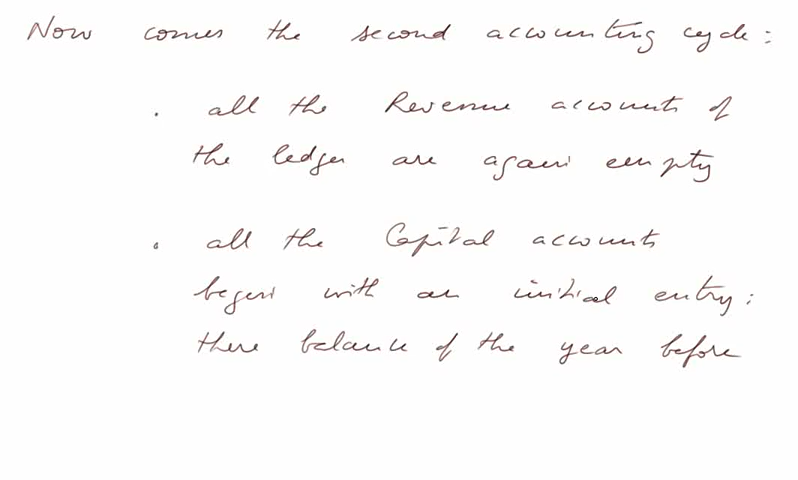 Now comes the second accounting cycle:
. all the Revenue accounts of
the ledger are again empty
. all the Capital accounts
begin with an initial entry:
there balance of the year before